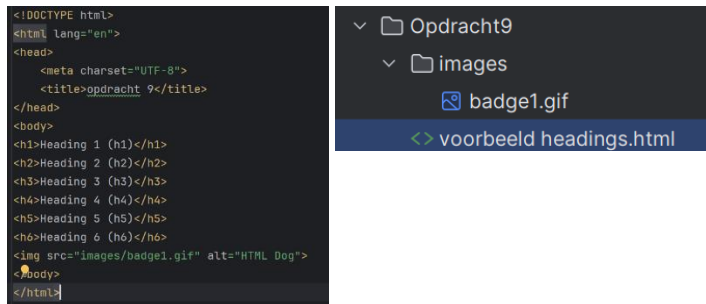 <!DOCTYPE html>
<html lang="en">
<head>
    <meta charset="UTF-8">
    <title>opdracht 9</title>
</head>
<body>
<h1>Heading 1 (h1)</h1>
<h2>Heading 2 (h2)</h2>
<h3>Heading 3 (h3)</h3>
<h4>Heading 4 (h4)</h4>
<h5>Heading 5 (h5)</h5>
<h6>Heading 6 (h6)</h6>
<img src="images/badge1.gif" alt="HTML Dog">
</body>
</html>
Opdracht9
images
badge1.gif
voorbeeld headings.html